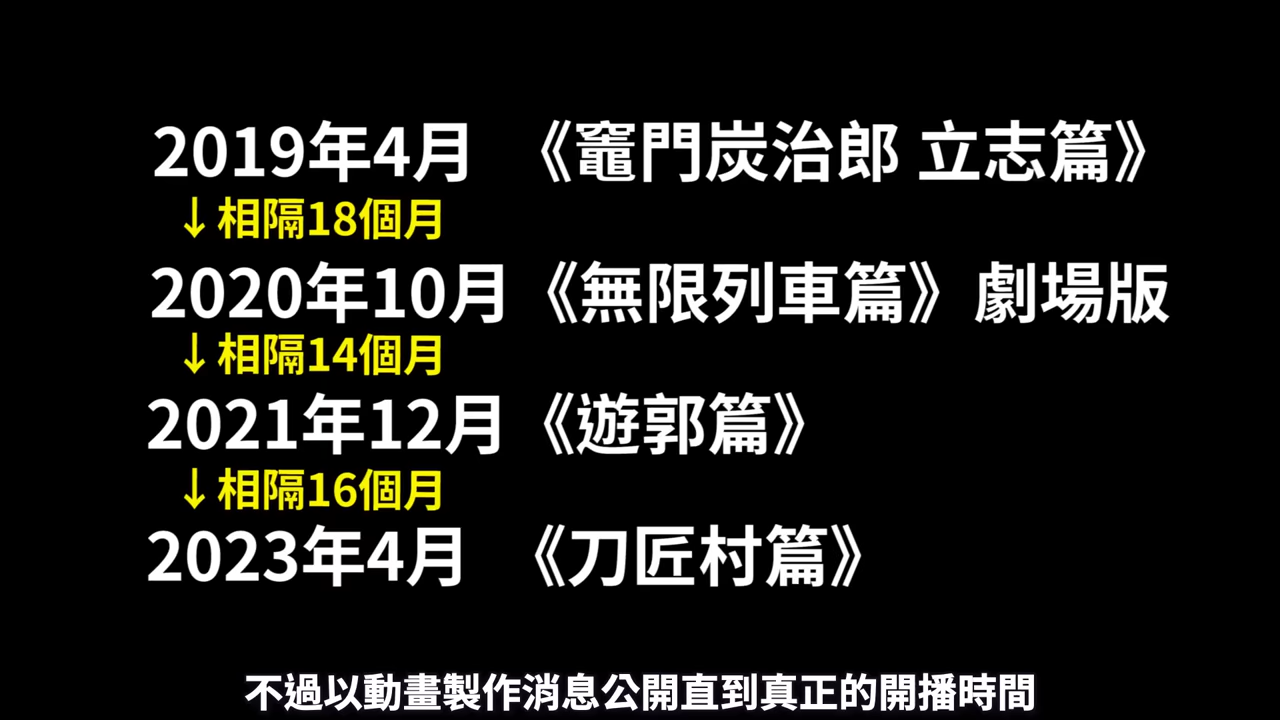 2019年4月 《竈門炭治郎 立志篇》
↓相隔18個月
2020年10月《無限列車篇》劇場版
↓相隔14個月
2021年12月《遊郭篇》
↓相隔16個月
2023年4月 《刀匠村篇》
不過以動畫製作消息公開直到真正的開播時間